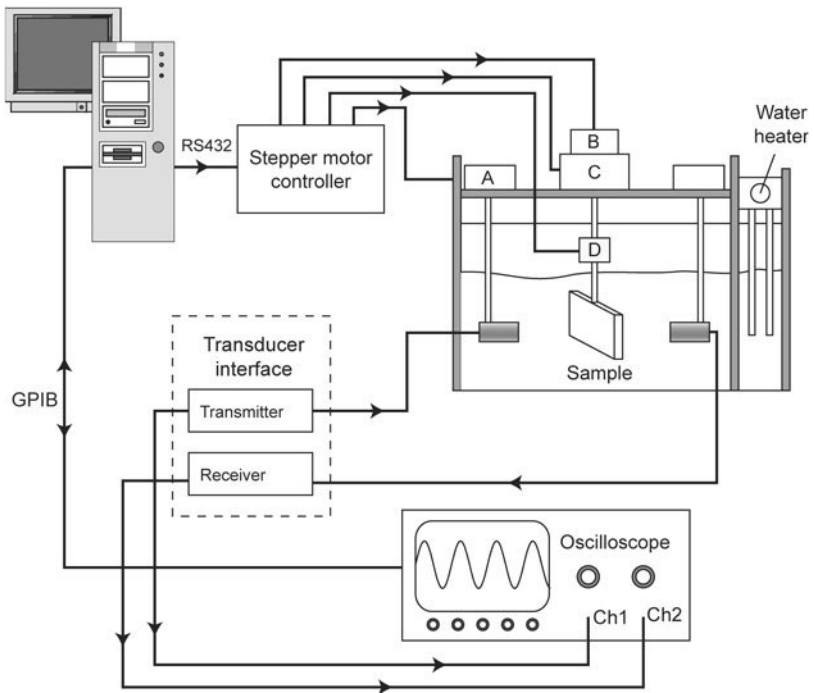 RS432
Stepper motor
controller
B
C
A
D
Water
heater
Sample
Transducer
interface
Transmitter
Receiver
GPIB
Oscilloscope
Ch1
Ch2